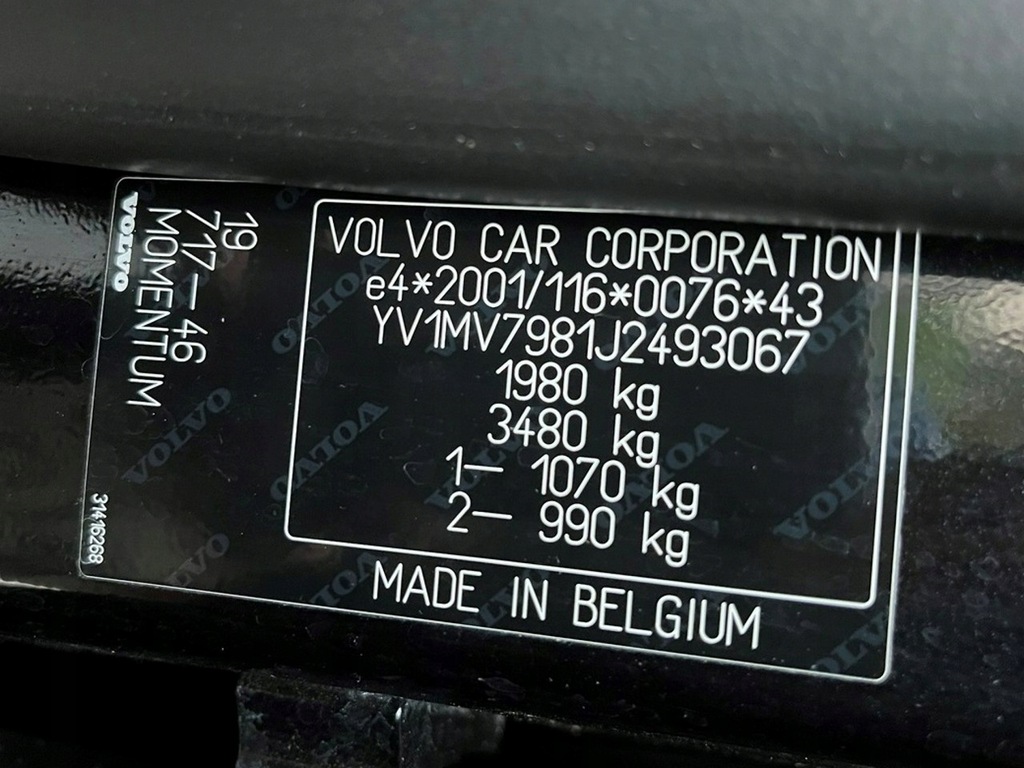 VOLVO CAR CORPORATION
e4*2001/116*0076*43
YV1MV7981J2493067
1980 kg
3480 kg
1— 1070 kg
2— 990 kg
MADE IN BELGIUM
19
717—46
MOMENTUM
VOLVO
31416268